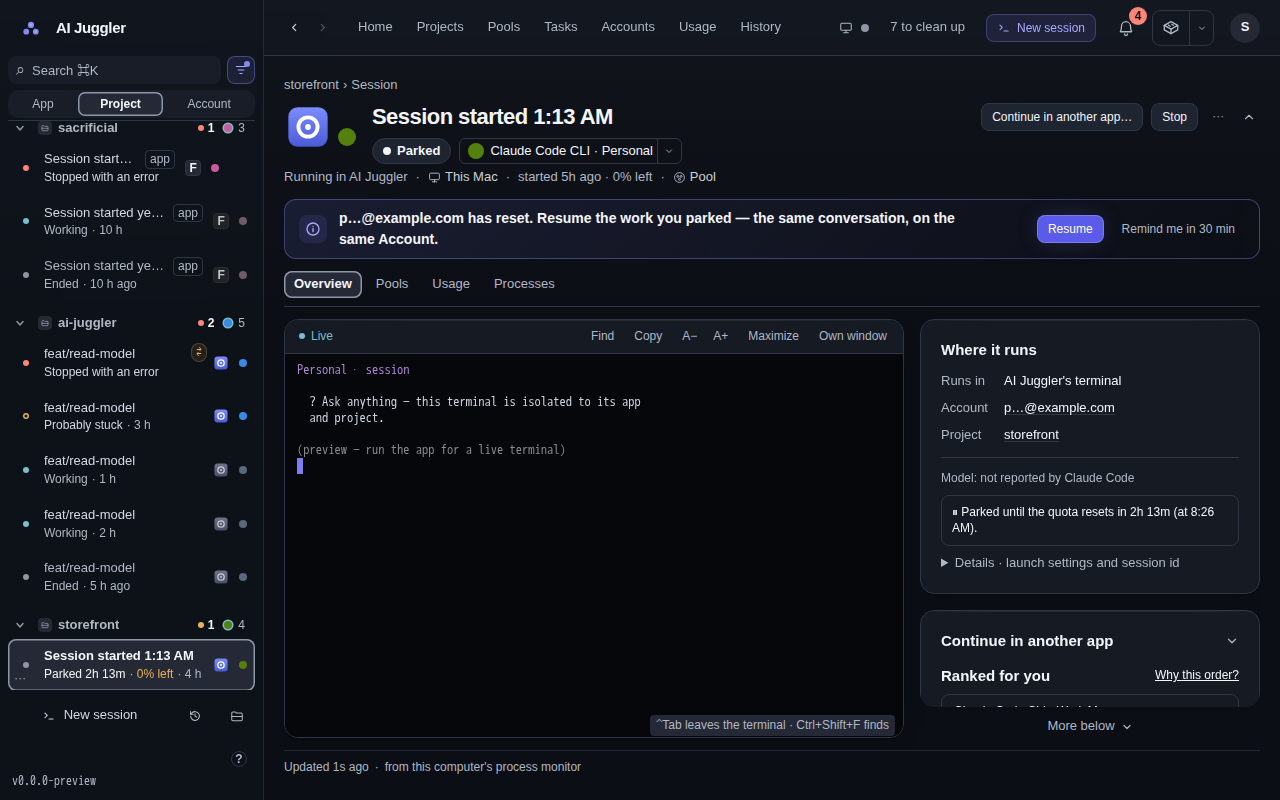 AI Juggler
Home Projects Pools Tasks Accounts Usage History
7 to clean up
New session
4
S
Search ⌘K
App Project Account
sacrificial 1 3
Session start… app
Stopped with an error
F
Session started ye… app
Working · 10 h
F
Session started ye… app
Ended · 10 h ago
F
ai-juggler 2 5
feat/read-model
Stopped with an error
feat/read-model
Probably stuck · 3 h
feat/read-model
Working · 1 h
feat/read-model
Working · 2 h
feat/read-model
Ended · 5 h ago
storefront 1 4
Session started 1:13 AM
Parked 2h 13m · 0% left · 4 h
…
New session
?
v0.0.0-preview
storefront › Session
Session started 1:13 AM
Parked
Claude Code CLI · Personal
Continue in another app…
Stop
…
Running in AI Juggler · This Mac · started 5h ago · 0% left · Pool
p…@example.com has reset. Resume the work you parked — the same conversation, on the
same Account.
Resume
Remind me in 30 min
Overview Pools Usage Processes
Live
Find Copy A− A+ Maximize Own window
Personal · session
? Ask anything — this terminal is isolated to its app
and project.
(preview — run the app for a live terminal)
^Tab leaves the terminal · Ctrl+Shift+F finds
Where it runs
Runs in AI Juggler's terminal
Account p…@example.com
Project storefront
Model: not reported by Claude Code
Parked until the quota resets in 2h 13m (at 8:26
AM).
Details · launch settings and session id
Continue in another app
Ranked for you
Why this order?
More below
Updated 1s ago · from this computer's process monitor